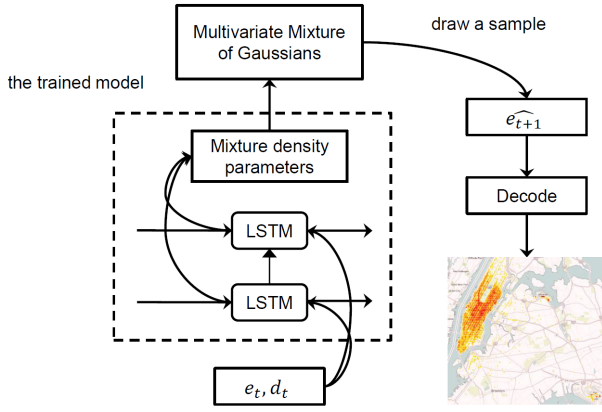 Multivariate Mixture
of Gaussians
draw a sample
the trained model
$\widehat{e_{t+1}}$
Mixture density
parameters
Decode
LSTM
LSTM
$e_t, d_t$